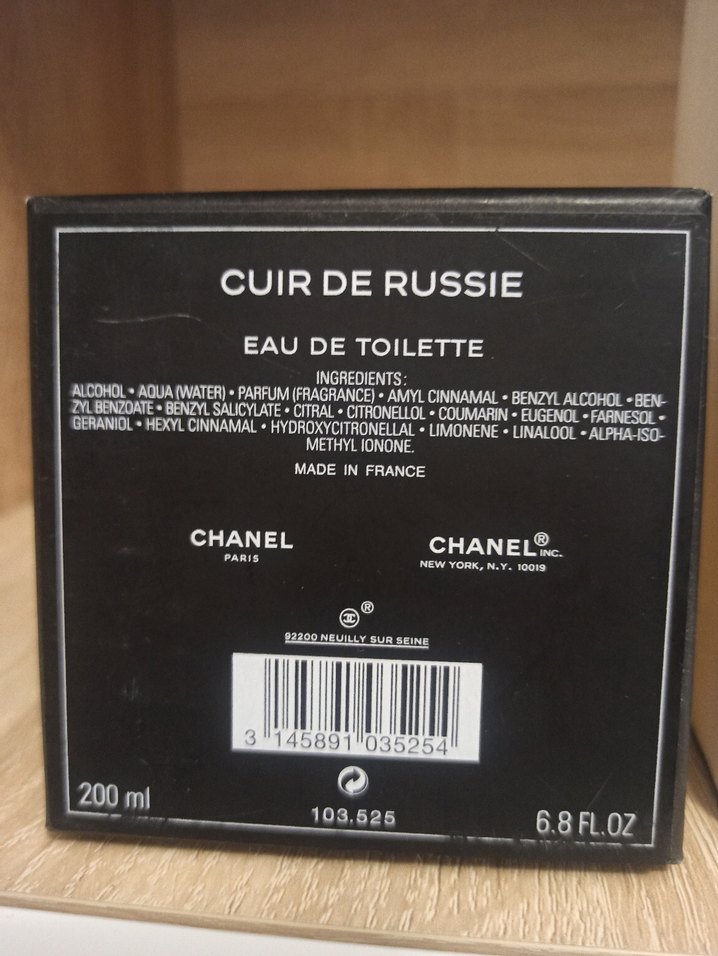 CUIR DE RUSSIE
EAU DE TOILETTE
INGREDIENTS:
ALCOHOL • AQUA (WATER) • PARFUM (FRAGRANCE) • AMYL CINNAMAL • BENZYL ALCOHOL • BEN-
ZYL BENZOATE • BENZYL SALICYLATE • CITRAL • CITRONELLOL • COUMARIN • EUGENOL • FARNESOL •
GERANIOL • HEXYL CINNAMAL • HYDROXYCITRONELLAL • LIMONENE • LINALOOL • ALPHA-ISO-
METHYL IONONE.
MADE IN FRANCE
CHANEL
PARIS
CHANEL® INC.
NEW YORK, N.Y. 10019
®
92200 NEUILLY SUR SEINE
3 145891 035254
200 ml
103.525
6.8 FL.OZ